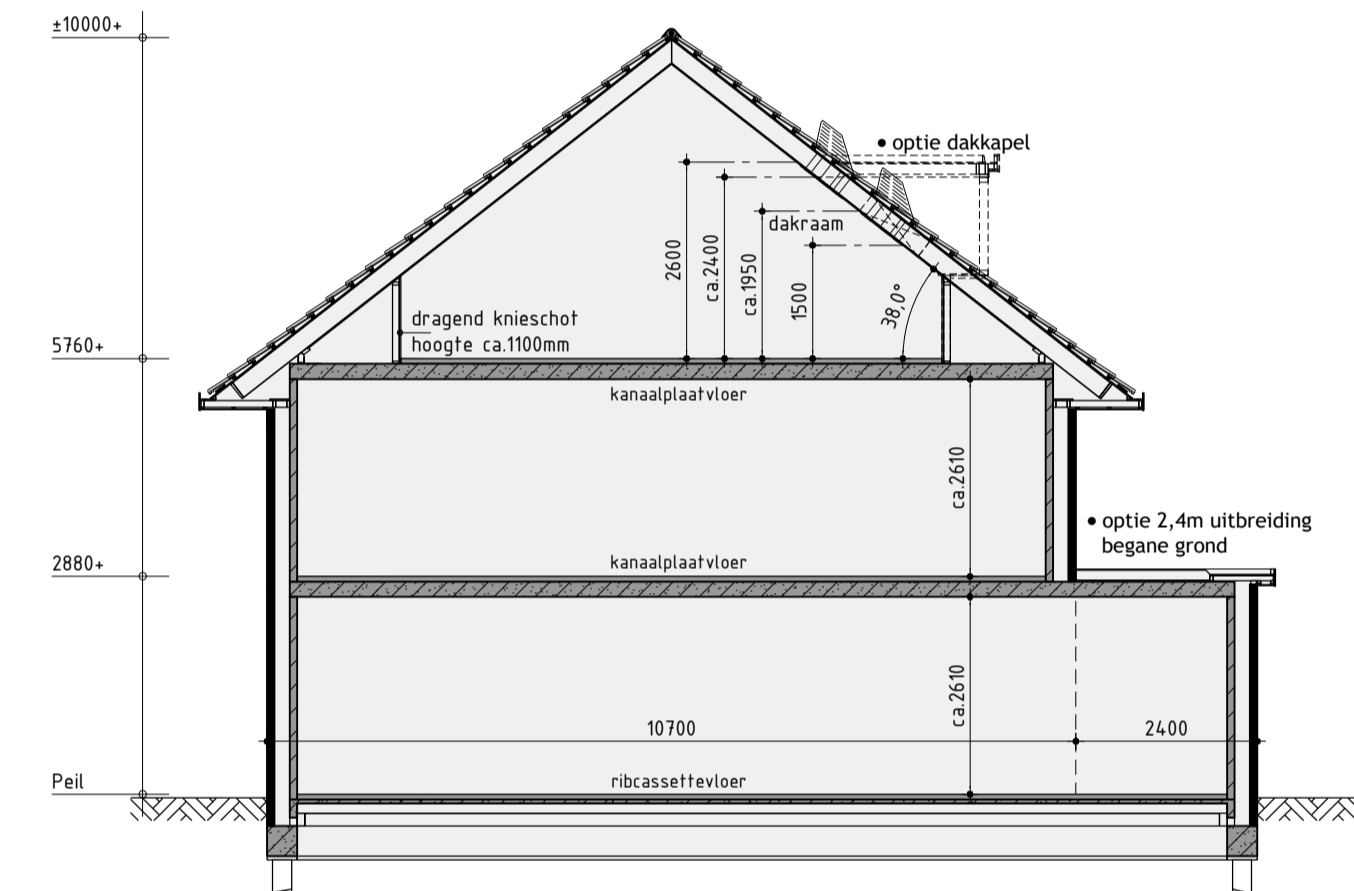 ±10000+
• optie dakkapel
dakraam
2600
ca.2400
ca.1950
1500
38,0°
dragend knieschot
hoogte ca.1100mm
5760+
kanaalplaatvloer
ca.2610
• optie 2,4m uitbreiding
begane grond
kanaalplaatvloer
2880+
ca.2610
10700
2400
Peil
ribcassettevloer